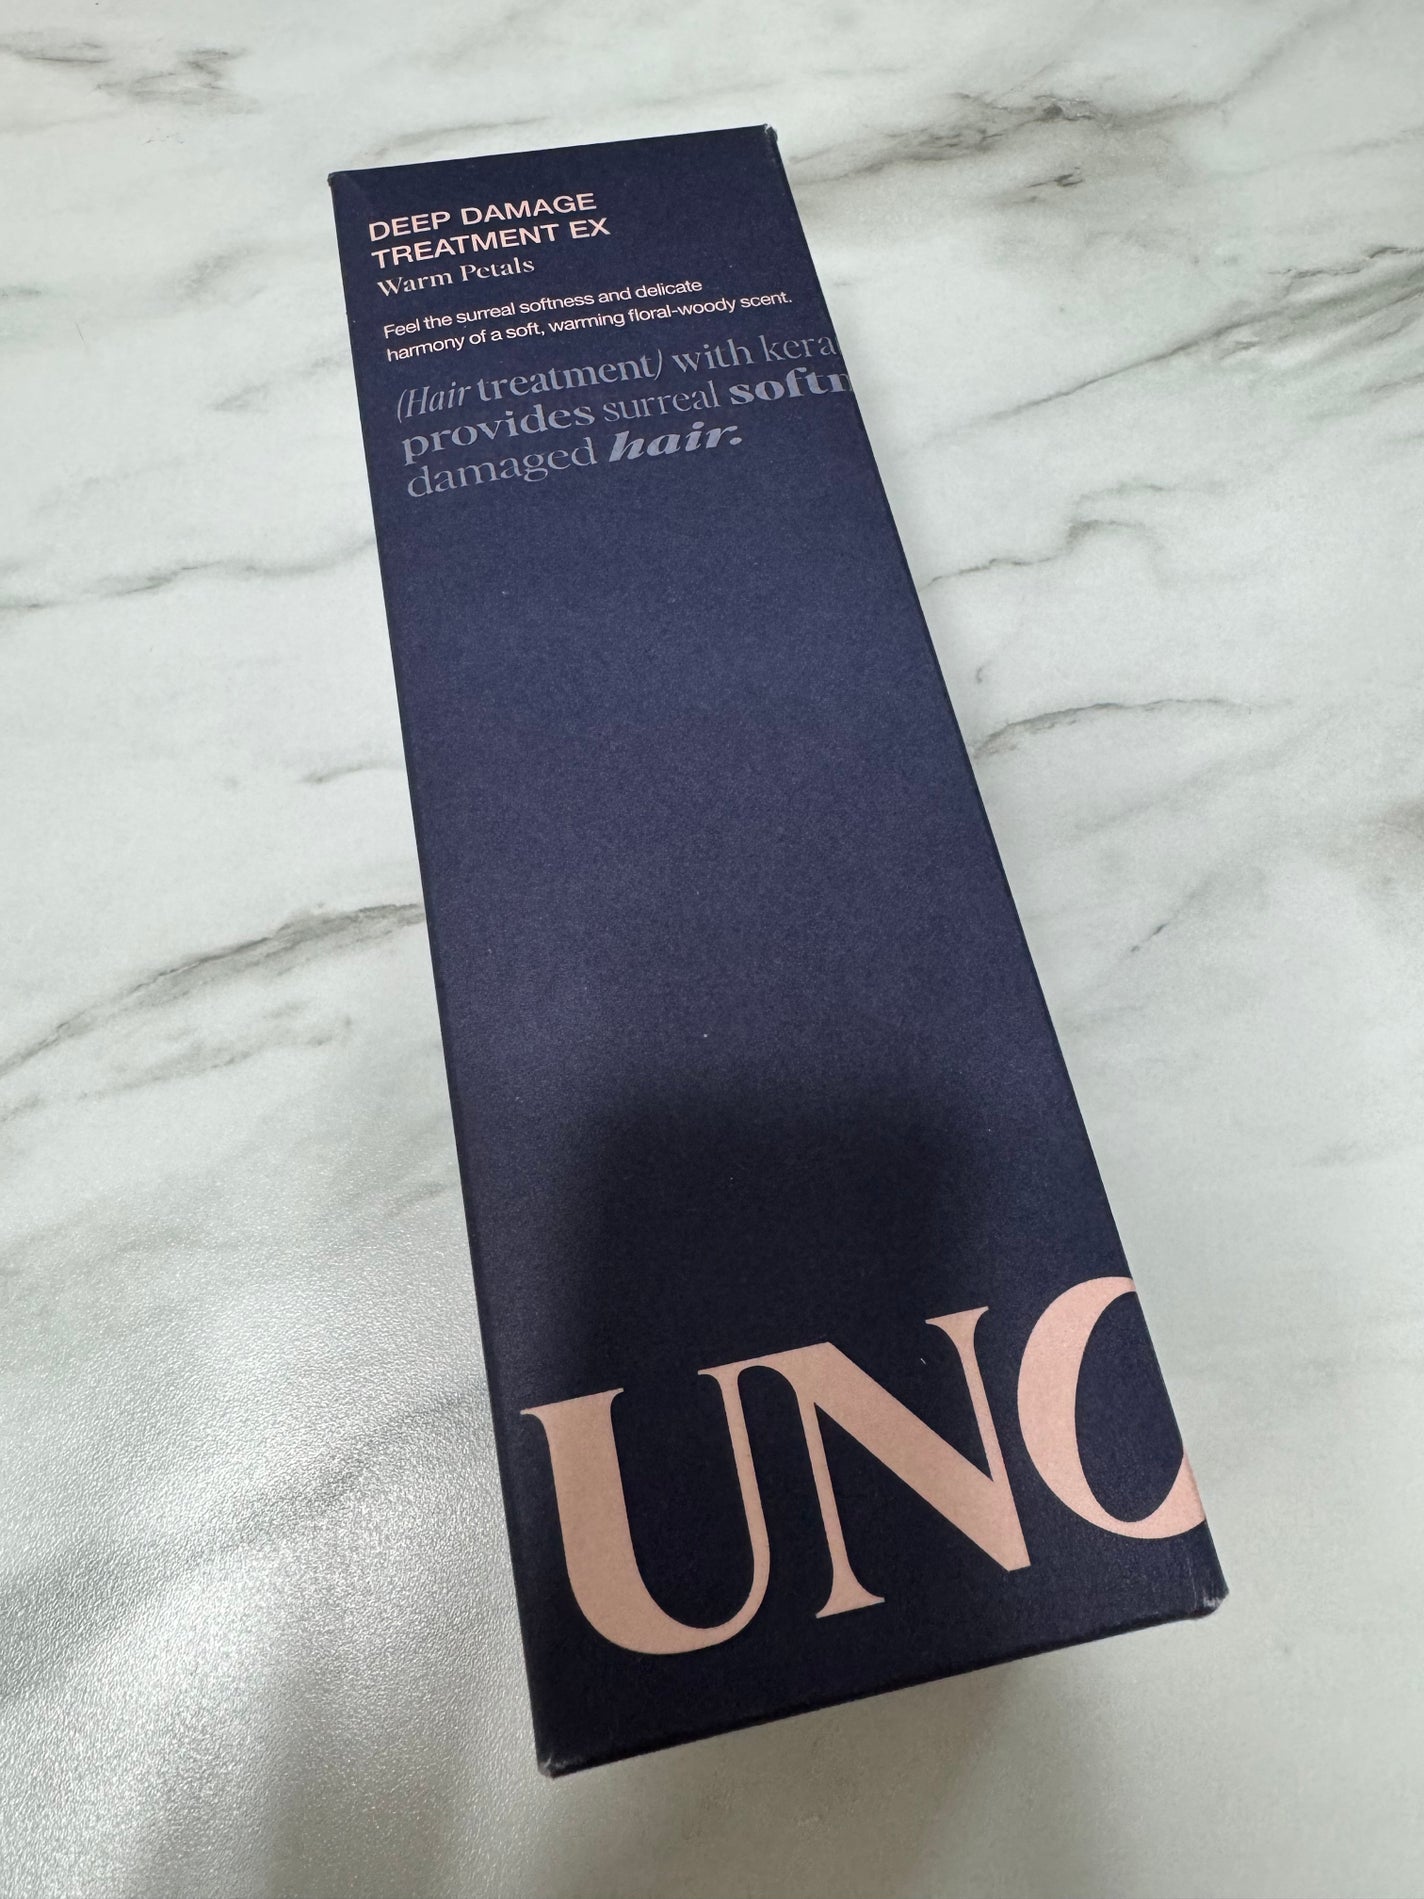 DEEP DAMAGE
TREATMENT EX
Warm Petals
Feel the surreal softness and delicate
harmony of a soft, warming floral-woody scent.
(Hair treatment) with kera
provides surreal softn
damaged hair.
UNO